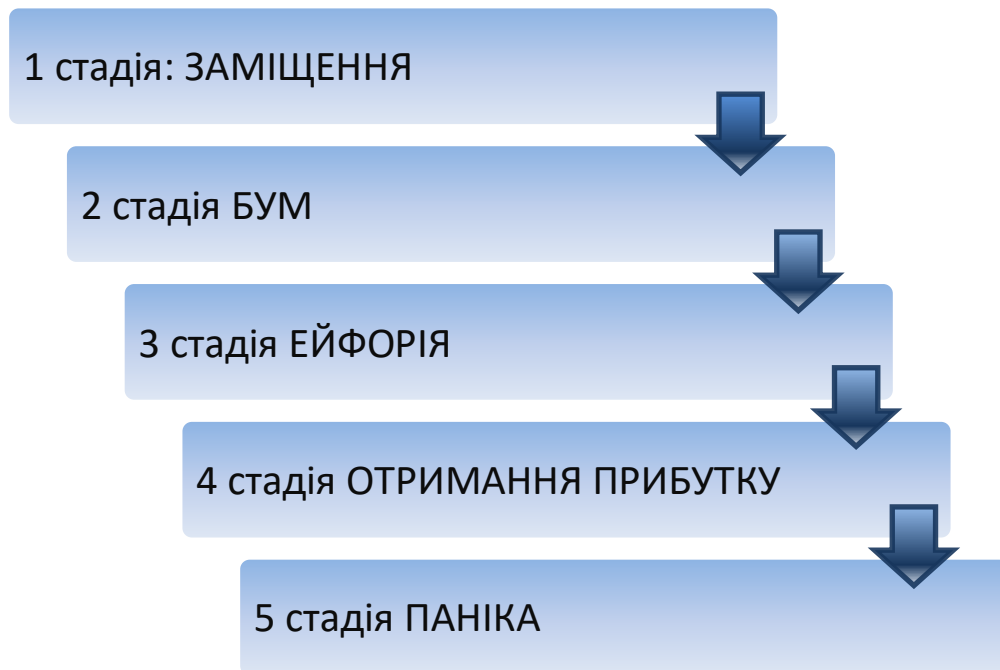 1 стадія: ЗАМІЩЕННЯ
2 стадія БУМ
3 стадія ЕЙФОРІЯ
4 стадія ОТРИМАННЯ ПРИБУТКУ
5 стадія ПАНІКА